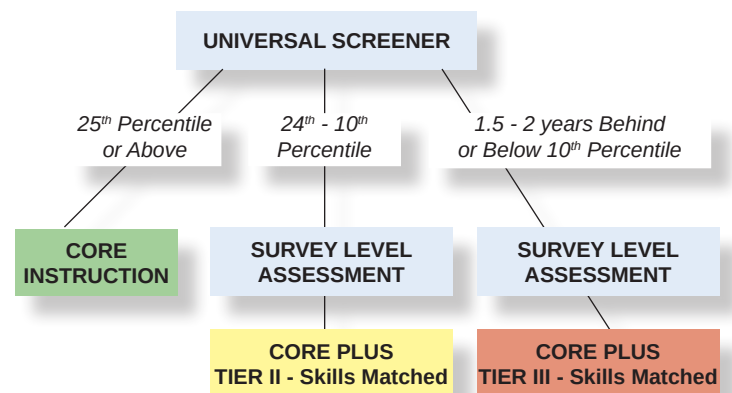 UNIVERSAL SCREENER
25th Percentile
or Above
24th - 10th
Percentile
1.5 - 2 years Behind
or Below 10th Percentile
CORE
INSTRUCTION
SURVEY LEVEL
ASSESSMENT
SURVEY LEVEL
ASSESSMENT
CORE PLUS
TIER II - Skills Matched
CORE PLUS
TIER III - Skills Matched